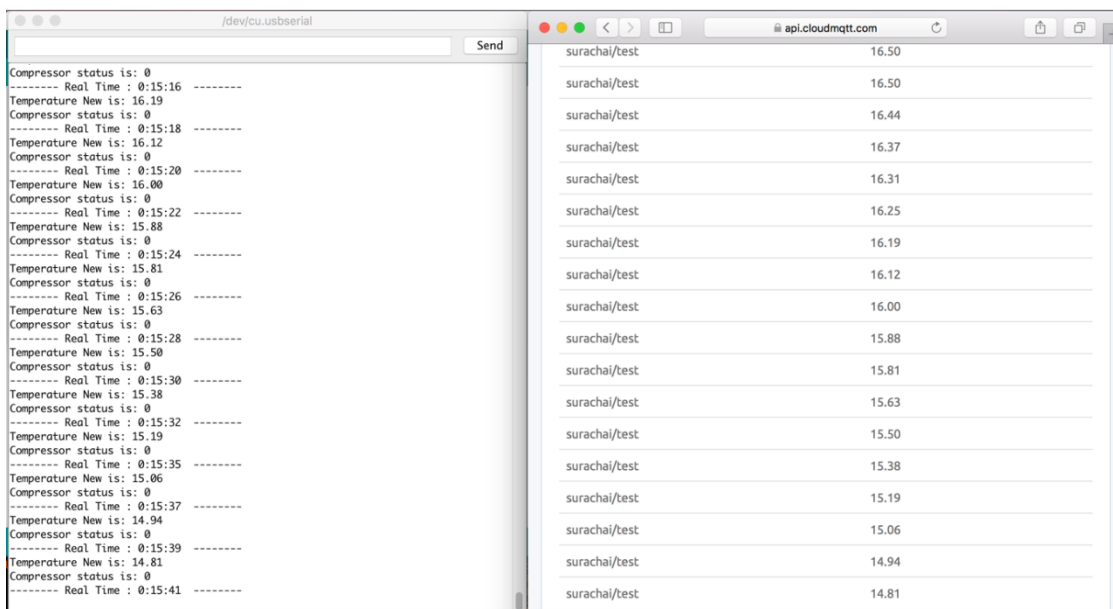 /dev/cu.usbserial
Send
Compressor status is: 0
-------- Real Time : 0:15:16  --------
Temperature New is: 16.19
Compressor status is: 0
-------- Real Time : 0:15:18  --------
Temperature New is: 16.12
Compressor status is: 0
-------- Real Time : 0:15:20  --------
Temperature New is: 16.00
Compressor status is: 0
-------- Real Time : 0:15:22  --------
Temperature New is: 15.88
Compressor status is: 0
-------- Real Time : 0:15:24  --------
Temperature New is: 15.81
Compressor status is: 0
-------- Real Time : 0:15:26  --------
Temperature New is: 15.63
Compressor status is: 0
-------- Real Time : 0:15:28  --------
Temperature New is: 15.50
Compressor status is: 0
-------- Real Time : 0:15:30  --------
Temperature New is: 15.38
Compressor status is: 0
-------- Real Time : 0:15:32  --------
Temperature New is: 15.19
Compressor status is: 0
-------- Real Time : 0:15:35  --------
Temperature New is: 15.06
Compressor status is: 0
-------- Real Time : 0:15:37  --------
Temperature New is: 14.94
Compressor status is: 0
-------- Real Time : 0:15:39  --------
Temperature New is: 14.81
Compressor status is: 0
-------- Real Time : 0:15:41  --------
api.cloudmqtt.com
surachai/test 16.50
surachai/test 16.50
surachai/test 16.44
surachai/test 16.37
surachai/test 16.31
surachai/test 16.25
surachai/test 16.19
surachai/test 16.12
surachai/test 16.00
surachai/test 15.88
surachai/test 15.81
surachai/test 15.63
surachai/test 15.50
surachai/test 15.38
surachai/test 15.19
surachai/test 15.06
surachai/test 14.94
surachai/test 14.81